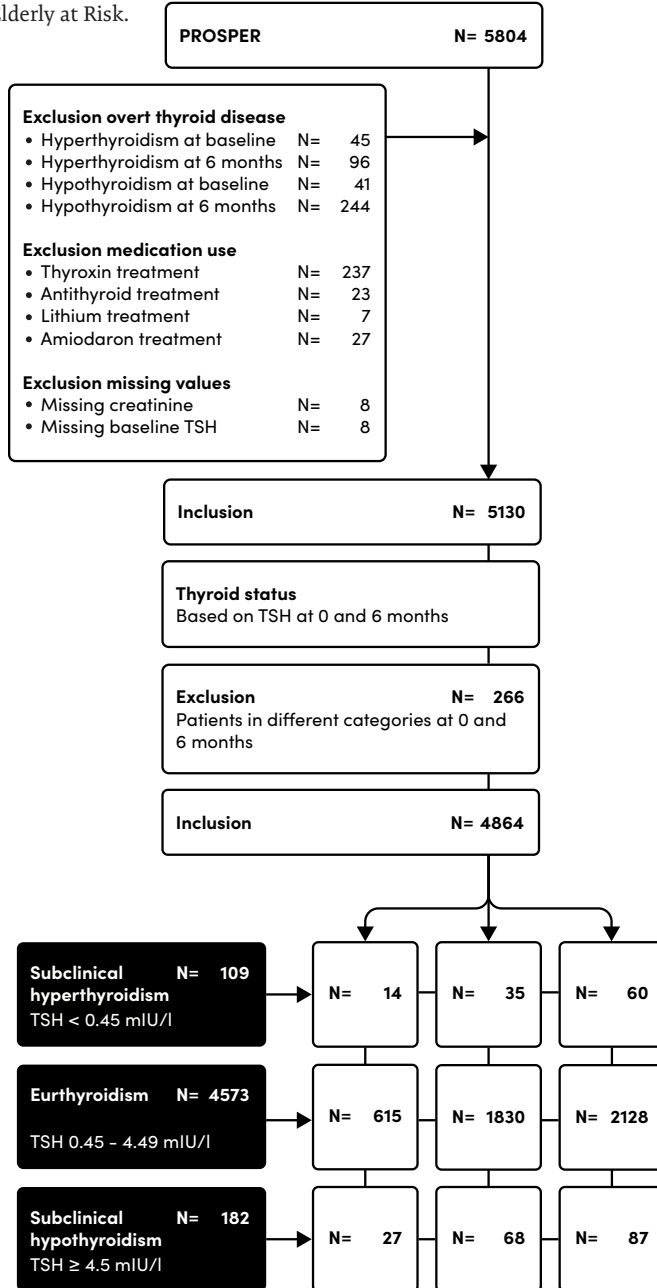 Elderly at Risk.
PROSPER N= 5804
Exclusion overt thyroid disease
• Hyperthyroidism at baseline N= 45
• Hyperthyroidism at 6 months N= 96
• Hypothyroidism at baseline N= 41
• Hypothyroidism at 6 months N= 244
Exclusion medication use
• Thyroxin treatment N= 237
• Antithyroid treatment N= 23
• Lithium treatment N= 7
• Amiodaron treatment N= 27
Exclusion missing values
• Missing creatinine N= 8
• Missing baseline TSH N= 8
Inclusion N= 5130
Thyroid status
Based on TSH at 0 and 6 months
Exclusion N= 266
Patients in different categories at 0 and
6 months
Inclusion N= 4864
Subclinical N= 109
hyperthyroidism
TSH < 0.45 mIU/l
N= 14 N= 35 N= 60
Eurthyroidism N= 4573
TSH 0.45 - 4.49 mIU/l
N= 615 N= 1830 N= 2128
Subclinical N= 182
hypothyroidism
TSH ≥ 4.5 mIU/l
N= 27 N= 68 N= 87